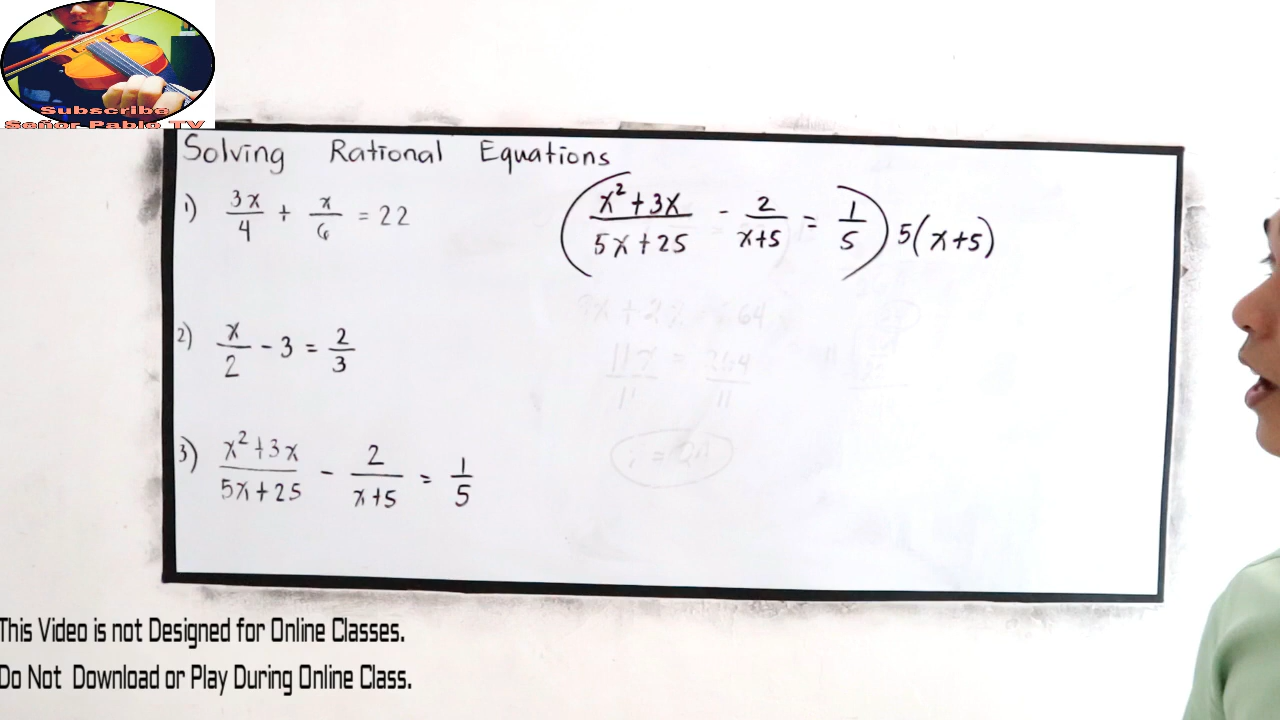 Subscribe
Señor Pablo TV
Solving Rational Equations
1) 3x/4 + x/6 = 22
(x² + 3x / 5x + 25 - 2 / x+5 = 1/5) 5(x+5)
2) x/2 - 3 = 2/3
3) x² + 3x / 5x + 25 - 2 / x+5 = 1/5
This Video is not Designed for Online Classes.
Do Not Download or Play During Online Class.